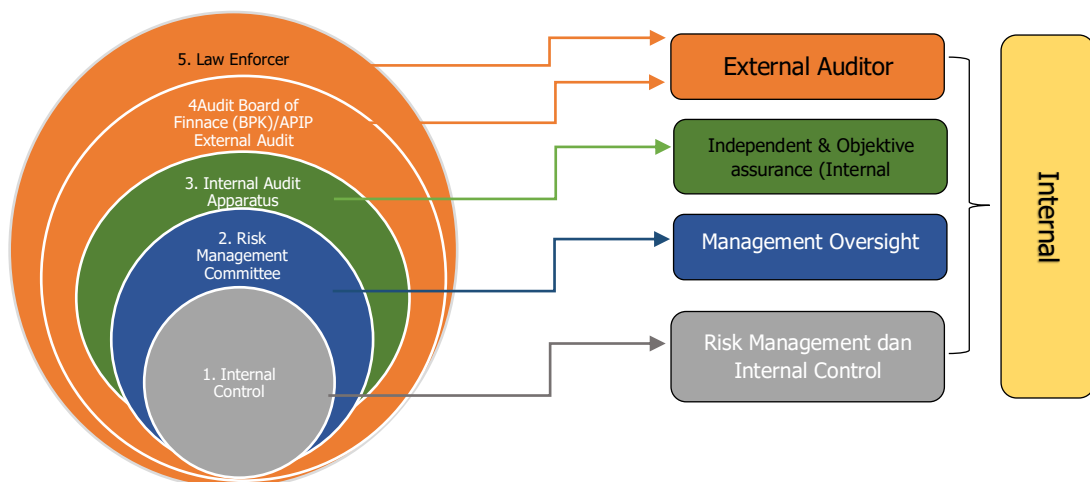 5. Law Enforcer
4Audit Board of
Finnace (BPK)/APIP
External Audit
3. Internal Audit
Apparatus
2. Risk
Management
Committee
1. Internal
Control
External Auditor
Independent & Objektive
assurance (Internal
Management Oversight
Risk Management dan
Internal Control
Internal